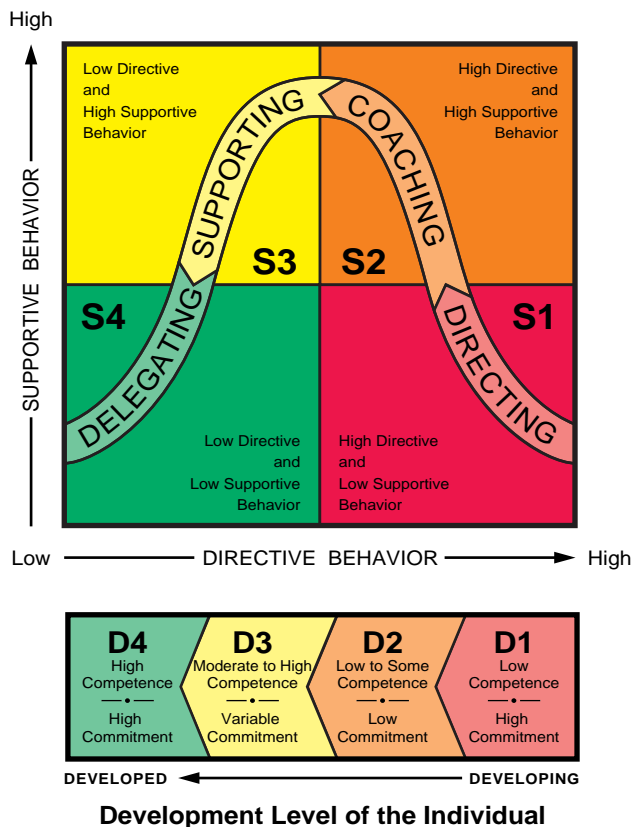 High
Low Directive
and
High Supportive
Behavior
High Directive
and
High Supportive
Behavior
SUPPORTING
COACHING
SUPPORTIVE BEHAVIOR
S3
S2
S4
S1
DELEGATING
DIRECTING
Low Directive
and
Low Supportive
Behavior
High Directive
and
Low Supportive
Behavior
Low
DIRECTIVE BEHAVIOR
High
D4
High
Competence
High
Commitment
D3
Moderate to High
Competence
Variable
Commitment
D2
Low to Some
Competence
Low
Commitment
D1
Low
Competence
High
Commitment
DEVELOPED
DEVELOPING
Development Level of the Individual